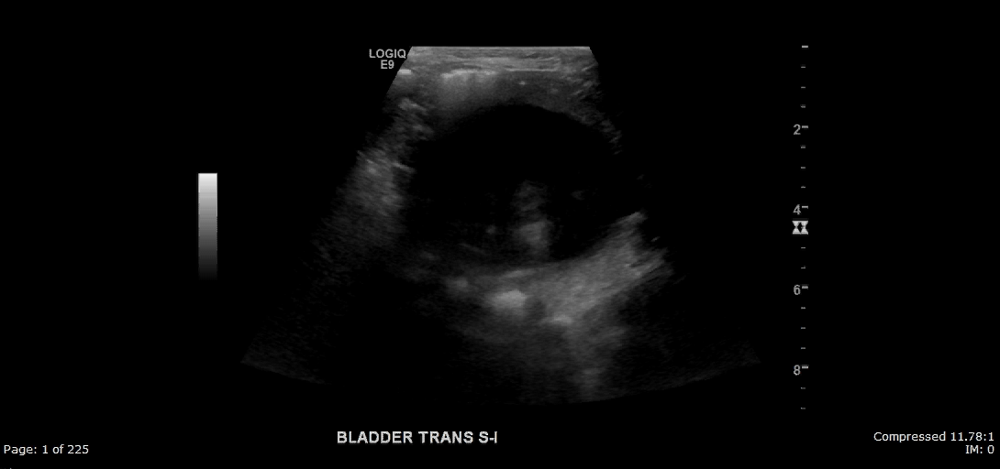 LOGIQ
E9
2
4
6
8
BLADDER TRANS S-I
Page: 1 of 225
Compressed 11.78:1
IM: 0